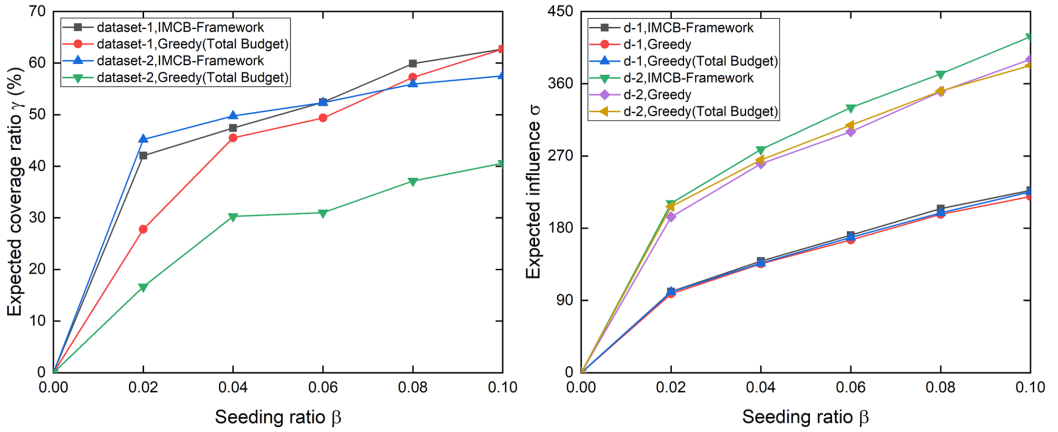 70
60
50
40
30
20
10
0
Expected coverage ratio γ (%)
dataset-1,IMCB-Framework
dataset-1,Greedy(Total Budget)
dataset-2,IMCB-Framework
dataset-2,Greedy(Total Budget)
0.00 0.02 0.04 0.06 0.08 0.10
Seeding ratio β
360
270
180
90
0
Expected influence σ
d-1,IMCB-Framework
d-1,Greedy
d-1,Greedy(Total Budget)
d-2,IMCB-Framework
d-2,Greedy
d-2,Greedy(Total Budget)
0.00 0.02 0.04 0.06 0.08 0.10
Seeding ratio β